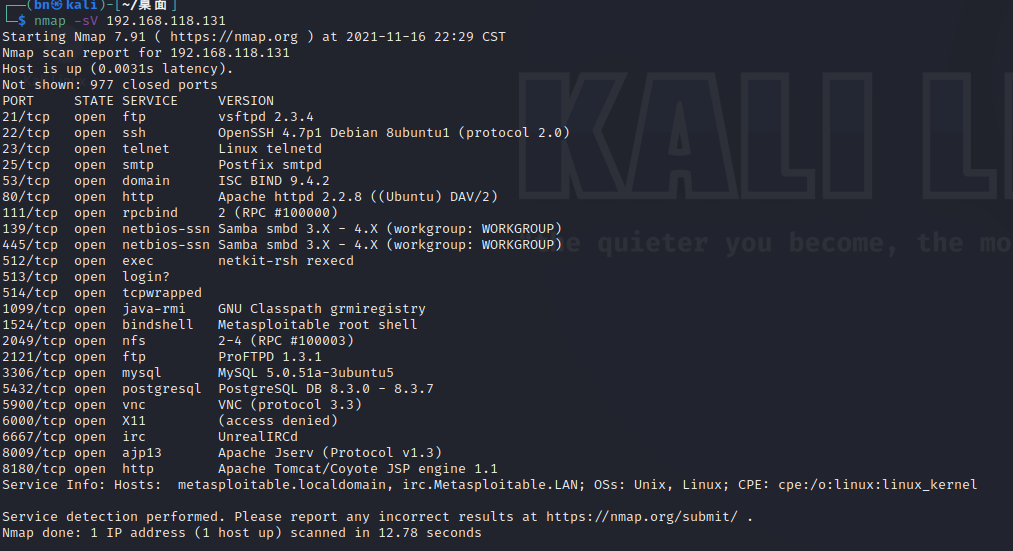 ┌──(bn㉿kali)-[~/桌面]
└─$ nmap -sV 192.168.118.131
Starting Nmap 7.91 ( https://nmap.org ) at 2021-11-16 22:29 CST
Nmap scan report for 192.168.118.131
Host is up (0.0031s latency).
Not shown: 977 closed ports
PORT     STATE SERVICE     VERSION
21/tcp   open  ftp         vsftpd 2.3.4
22/tcp   open  ssh         OpenSSH 4.7p1 Debian 8ubuntu1 (protocol 2.0)
23/tcp   open  telnet      Linux telnetd
25/tcp   open  smtp        Postfix smtpd
53/tcp   open  domain      ISC BIND 9.4.2
80/tcp   open  http        Apache httpd 2.2.8 ((Ubuntu) DAV/2)
111/tcp  open  rpcbind     2 (RPC #100000)
139/tcp  open  netbios-ssn Samba smbd 3.X - 4.X (workgroup: WORKGROUP)
445/tcp  open  netbios-ssn Samba smbd 3.X - 4.X (workgroup: WORKGROUP)
512/tcp  open  exec        netkit-rsh rexecd
513/tcp  open  login?
514/tcp  open  tcpwrapped
1099/tcp open  java-rmi    GNU Classpath grmiregistry
1524/tcp open  bindshell   Metasploitable root shell
2049/tcp open  nfs         2-4 (RPC #100003)
2121/tcp open  ftp         ProFTPD 1.3.1
3306/tcp open  mysql       MySQL 5.0.51a-3ubuntu5
5432/tcp open  postgresql  PostgreSQL DB 8.3.0 - 8.3.7
5900/tcp open  vnc         VNC (protocol 3.3)
6000/tcp open  X11         (access denied)
6667/tcp open  irc         UnrealIRCd
8009/tcp open  ajp13       Apache Jserv (Protocol v1.3)
8180/tcp open  http        Apache Tomcat/Coyote JSP engine 1.1
Service Info: Hosts:  metasploitable.localdomain, irc.Metasploitable.LAN; OSs: Unix, Linux; CPE: cpe:/o:linux:linux_kernel
Service detection performed. Please report any incorrect results at https://nmap.org/submit/ .
Nmap done: 1 IP address (1 host up) scanned in 12.78 seconds
KALI LI
quieter you become, the mo